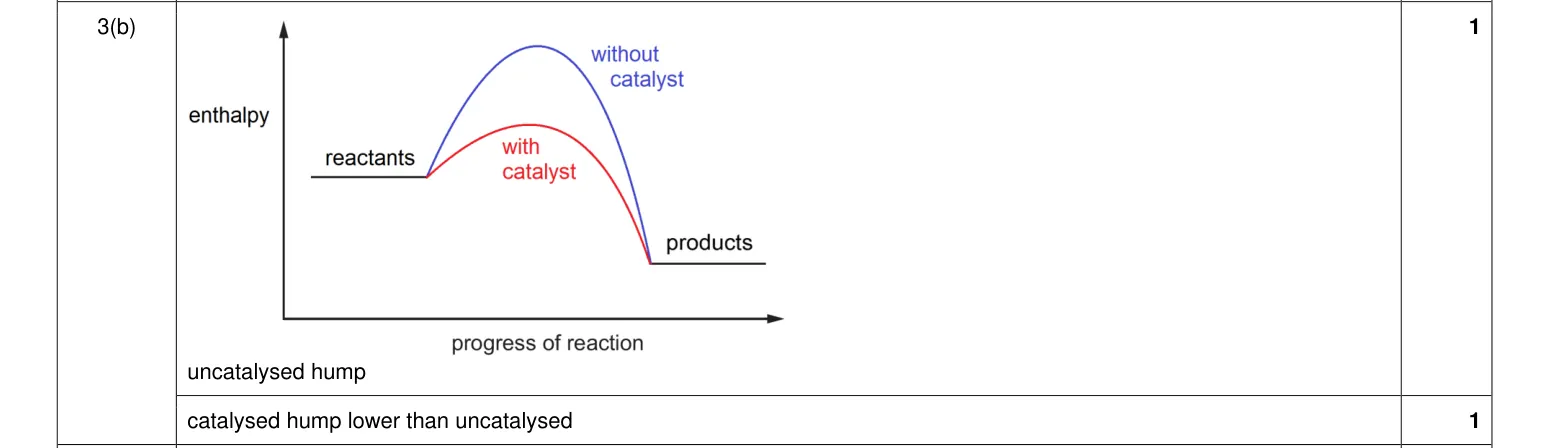 3(b)
1
without
catalyst
enthalpy
with
catalyst
reactants
products
progress of reaction
uncatalysed hump
catalysed hump lower than uncatalysed
1